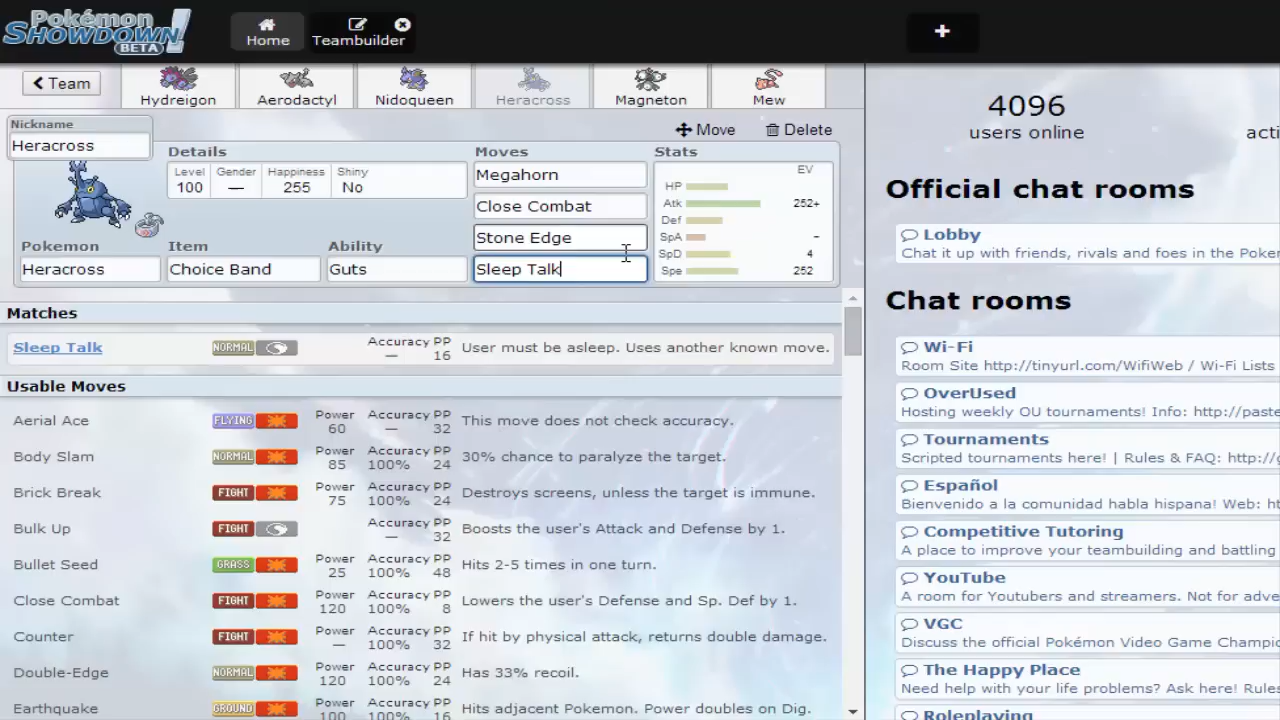 Pokémon
SHOWDOWN!
BETA
Home
Teambuilder
+
Team
Hydreigon
Aerodactyl
Nidoqueen
Heracross
Magneton
Mew
Nickname
Heracross
Move
Delete
Details
Moves
Stats
Level
Gender
Happiness
Shiny
100
—
255
No
Megahorn
Close Combat
Stone Edge
Sleep Talk
EV
HP
Atk 252+
Def
SpA –
SpD 4
Spe 252
Pokemon
Item
Ability
Heracross
Choice Band
Guts
Matches
Sleep Talk NORMAL Accuracy — PP 16 User must be asleep. Uses another known move.
Usable Moves
Aerial Ace FLYING Power 60 Accuracy — PP 32 This move does not check accuracy.
Body Slam NORMAL Power 85 Accuracy 100% PP 24 30% chance to paralyze the target.
Brick Break FIGHT Power 75 Accuracy 100% PP 24 Destroys screens, unless the target is immune.
Bulk Up FIGHT Accuracy — PP 32 Boosts the user's Attack and Defense by 1.
Bullet Seed GRASS Power 25 Accuracy 100% PP 48 Hits 2-5 times in one turn.
Close Combat FIGHT Power 120 Accuracy 100% PP 8 Lowers the user's Defense and Sp. Def by 1.
Counter FIGHT Power — Accuracy 100% PP 32 If hit by physical attack, returns double damage.
Double-Edge NORMAL Power 120 Accuracy 100% PP 24 Has 33% recoil.
Earthquake GROUND Power 100 Accuracy 100% PP 16 Hits adjacent Pokemon. Power doubles on Dig.
4096
users online
acti
Official chat rooms
Lobby
Chat it up with friends, rivals and foes in the Poker
Chat rooms
Wi-Fi
Room Site http://tinyurl.com/WifiWeb / Wi-Fi Lists
OverUsed
Hosting weekly OU tournaments! Info: http://paste
Tournaments
Scripted tournaments here! | Rules & FAQ: http://g
Español
Bienvenido a la comunidad habla hispana! Web: ht
Competitive Tutoring
A place to improve your teambuilding and battling
YouTube
A room for Youtubers and streamers. Not for adve
VGC
Discuss the official Pokémon Video Game Champic
The Happy Place
Need help with your life problems? Ask here! Rules
Roleplaying